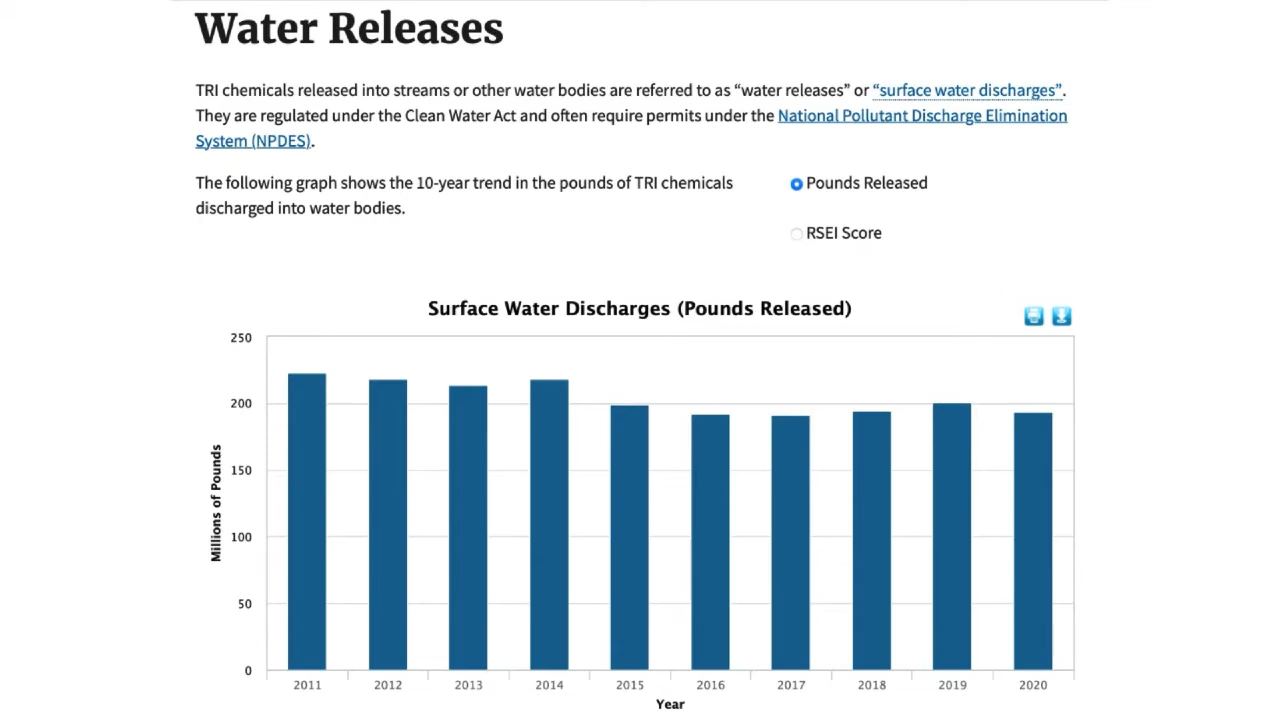 Water Releases
TRI chemicals released into streams or other water bodies are referred to as “water releases” or “surface water discharges”.
They are regulated under the Clean Water Act and often require permits under the National Pollutant Discharge Elimination
System (NPDES).
The following graph shows the 10-year trend in the pounds of TRI chemicals
discharged into water bodies.
Pounds Released
RSEI Score
Surface Water Discharges (Pounds Released)
250
200
150
100
50
0
Millions of Pounds
2011 2012 2013 2014 2015 2016 2017 2018 2019 2020
Year